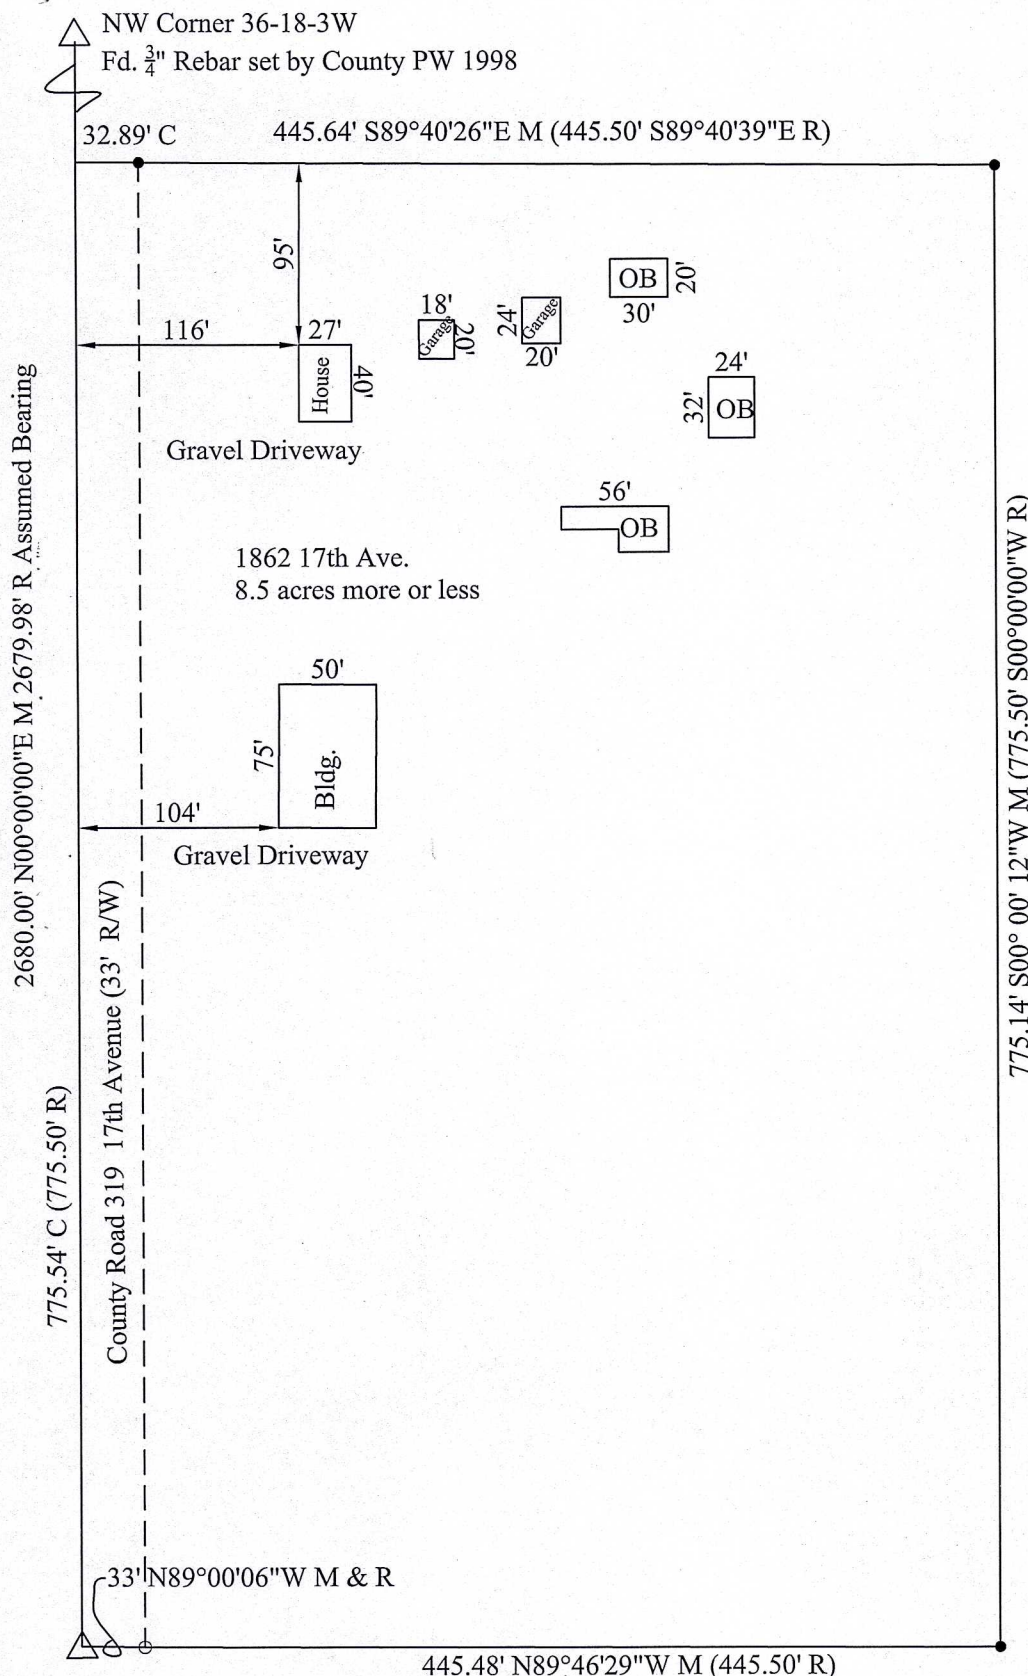 NW Corner 36-18-3W
Fd. 3/4" Rebar set by County PW 1998
32.89' C
445.64' S89°40'26"E M (445.50' S89°40'39"E R)
95'
116'
27'
House
40'
18'
Garage
20'
24'
Garage
20'
OB
20'
30'
24'
32'
OB
Gravel Driveway
56'
OB
1862 17th Ave.
8.5 acres more or less
50'
75'
Bldg.
104'
Gravel Driveway
2680.00' N00°00'00"E M 2679.98' R Assumed Bearing
775.54' C (775.50' R)
County Road 319 17th Avenue (33' R/W)
775.14' S00° 00' 12"W M (775.50' S00°00'00"W R)
33' N89°00'06"W M & R
445.48' N89°46'29"W M (445.50' R)